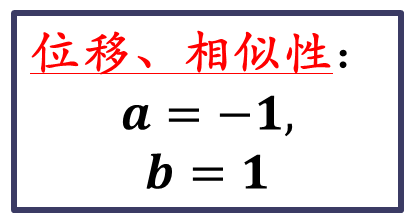 位移、相似性：
a = −1,
b = 1